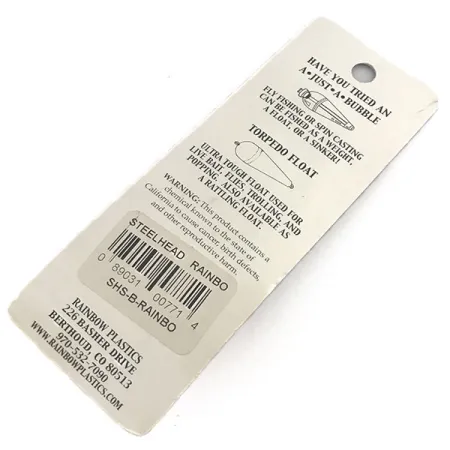 HAVE YOU TRIED AN
A•JUST•A•BUBBLE
FLY FISHING OR SPIN CASTING
CAN BE FISHED AS A WEIGHT,
A FLOAT, OR A SINKER!
TORPEDO FLOAT
ULTRA TOUGH FLOAT USED FOR
LIVE BAIT, FLIES, TROLLING, AND
POPPING. ALSO AVAILABLE AS
A RATTLING FLOAT.
WARNING: This product contains a
chemical known to the state of
California to cause cancer, birth defects,
and other reproductive harm.
STEELHEAD RAINBO
0 89031 00771 4
SHS-B-RAINBO
RAINBOW PLASTICS
226 BASHER DRIVE
BERTHOUD, CO 80513
970-532-7090
WWW.RAINBOWPLASTICS.COM